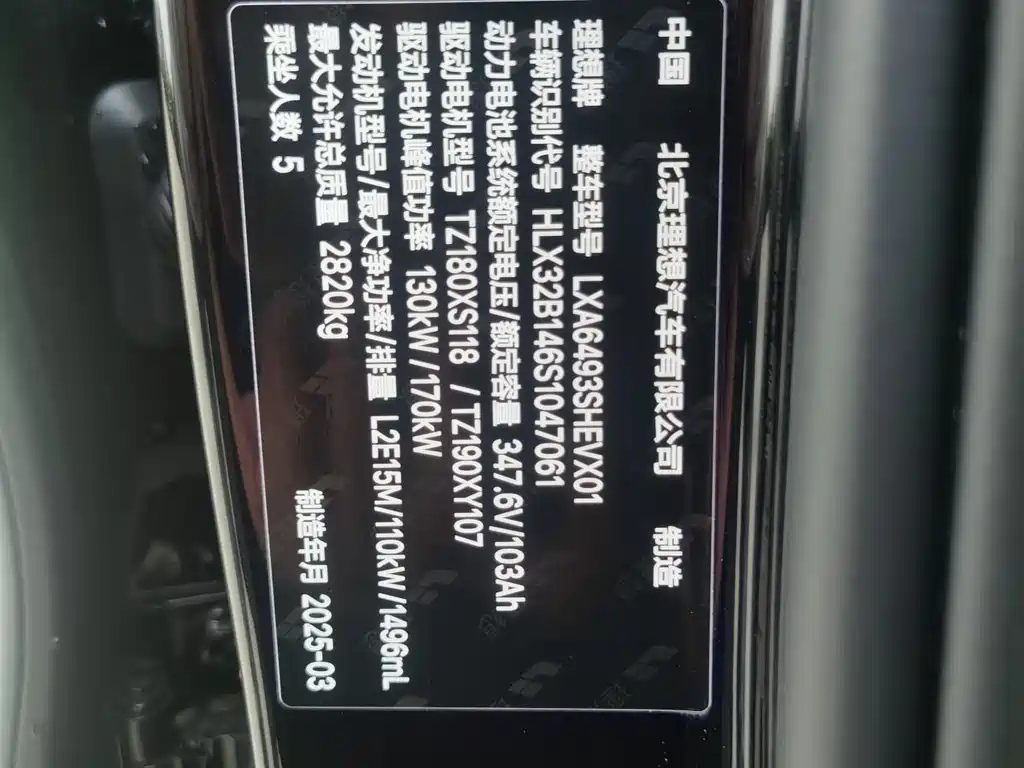 中国 北京理想汽车有限公司 制造
理想牌 整车型号 LXA6493SHEVX01
车辆识别代号 HLX32B146S1047061
动力电池系统额定电压/额定容量 347.6V/103Ah
驱动电机型号 TZ180XS118 / TZ190XY107
驱动电机峰值功率 130kW/170kW
发动机型号/最大净功率/排量 L2E15M/110kW/1496mL
最大允许总质量 2820kg
乘坐人数 5 制造年月 2025-03